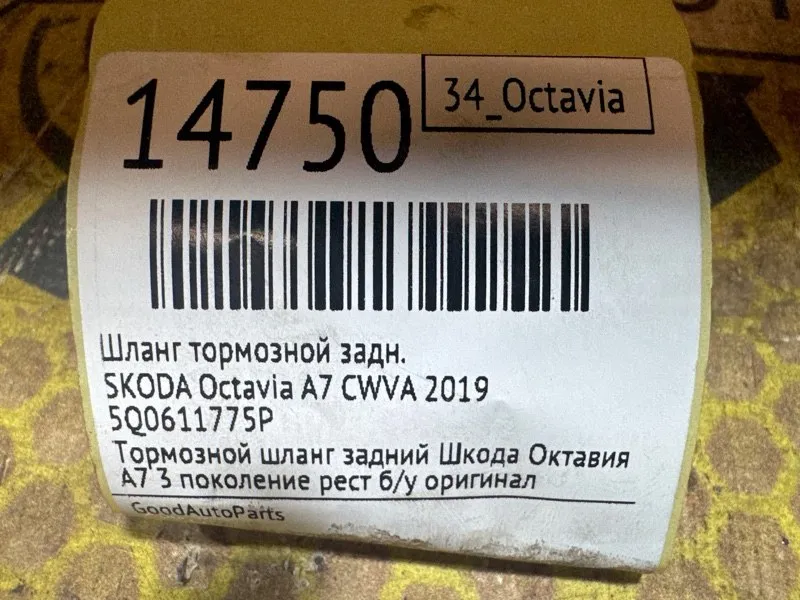 14750
34_Octavia
Шланг тормозной задн.
SKODA Octavia A7 CWVA 2019
5Q0611775P
Тормозной шланг задний Шкода Октавия
А7 3 поколение рест б/у оригинал
GoodAutoParts